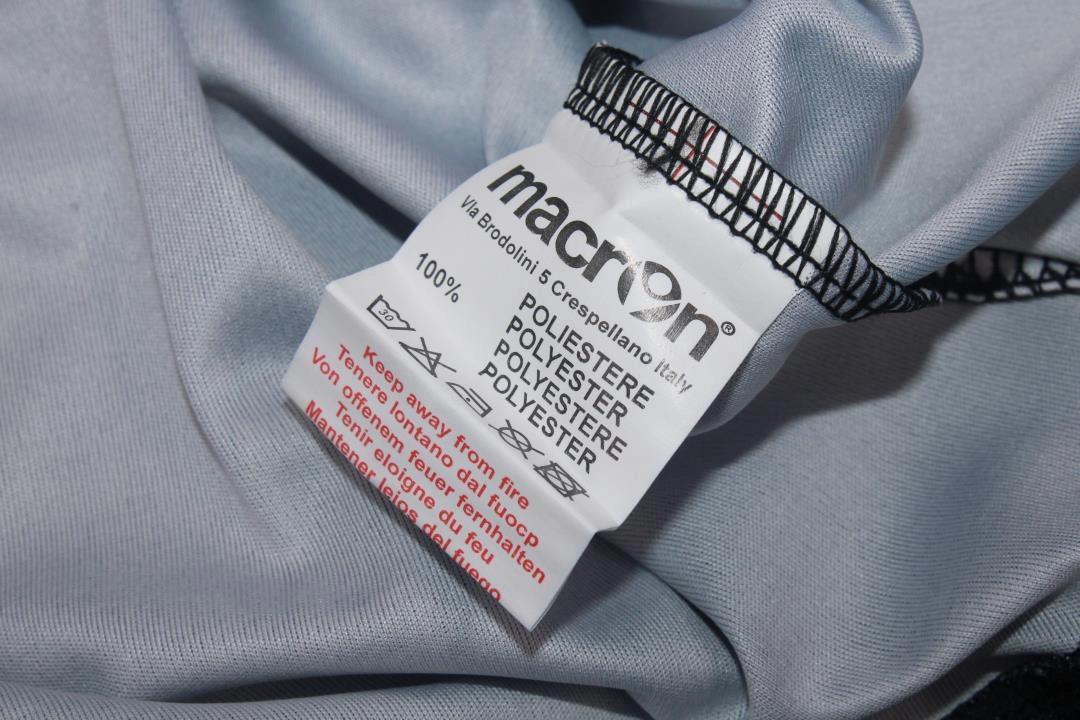 macron®
Via Brodolini 5 Crespellano Italy
100%
POLIESTERE
POLYESTER
POLYESTERE
POLYESTER
30
Keep away from fire
Tenere lontano dal fuocp
Von offenem feuer fernhalten
Tenir eloigne du feu
Mantener lejos del fuego